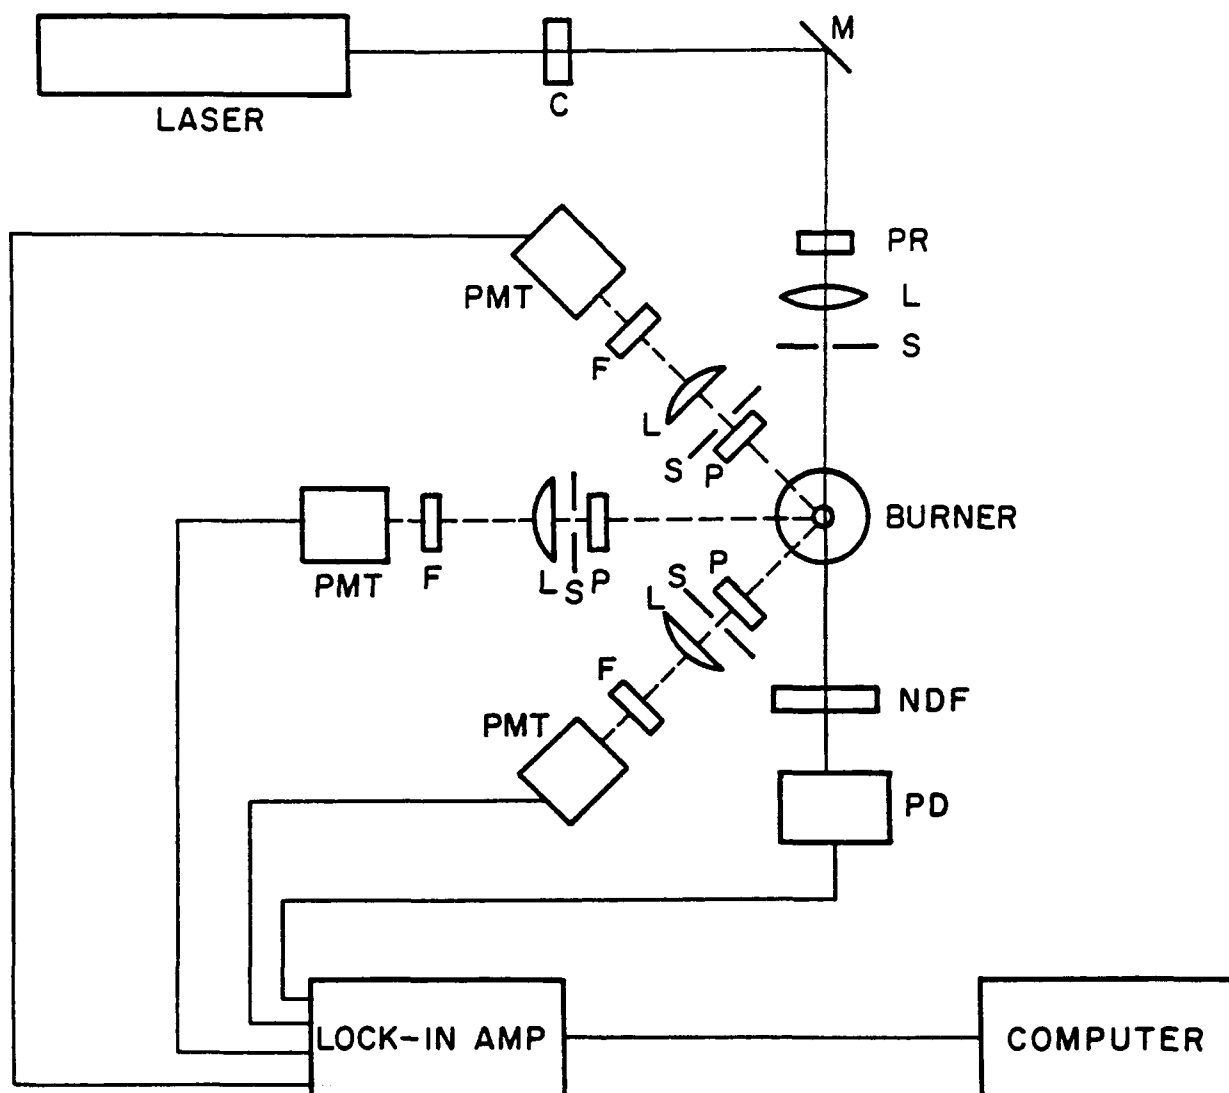 M
C
LASER
PR
PMT
L
S
F
L
S
P
BURNER
PMT
F
L
S
P
P
S
L
F
PMT
NDF
PD
LOCK-IN AMP
COMPUTER